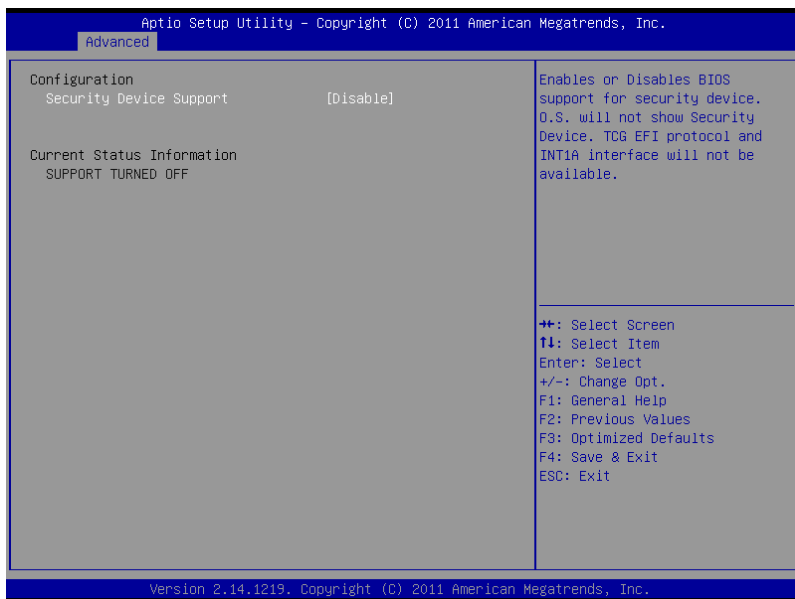 Aptio Setup Utility – Copyright (C) 2011 American Megatrends, Inc.
Advanced
Configuration
Security Device Support [Disable]
Current Status Information
SUPPORT TURNED OFF
Enables or Disables BIOS
support for security device.
O.S. will not show Security
Device. TCG EFI protocol and
INT1A interface will not be
available.
→←: Select Screen
↑↓: Select Item
Enter: Select
+/-: Change Opt.
F1: General Help
F2: Previous Values
F3: Optimized Defaults
F4: Save & Exit
ESC: Exit
Version 2.14.1219. Copyright (C) 2011 American Megatrends, Inc.